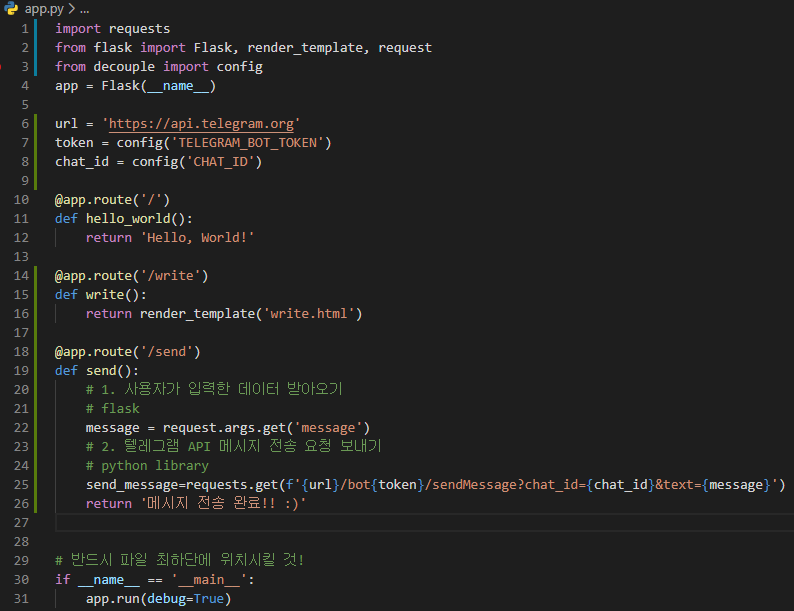 app.py > ...
1 import requests
2 from flask import Flask, render_template, request
3 from decouple import config
4 app = Flask(__name__)
5
6 url = 'https://api.telegram.org'
7 token = config('TELEGRAM_BOT_TOKEN')
8 chat_id = config('CHAT_ID')
9
10 @app.route('/')
11 def hello_world():
12     return 'Hello, World!'
13
14 @app.route('/write')
15 def write():
16     return render_template('write.html')
17
18 @app.route('/send')
19 def send():
20     # 1. 사용자가 입력한 데이터 받아오기
21     # flask
22     message = request.args.get('message')
23     # 2. 텔레그램 API 메시지 전송 요청 보내기
24     # python library
25     send_message=requests.get(f'{url}/bot{token}/sendMessage?chat_id={chat_id}&text={message}')
26     return '메시지 전송 완료!! :)'
27
28
29 # 반드시 파일 최하단에 위치시킬 것!
30 if __name__ == '__main__':
31     app.run(debug=True)